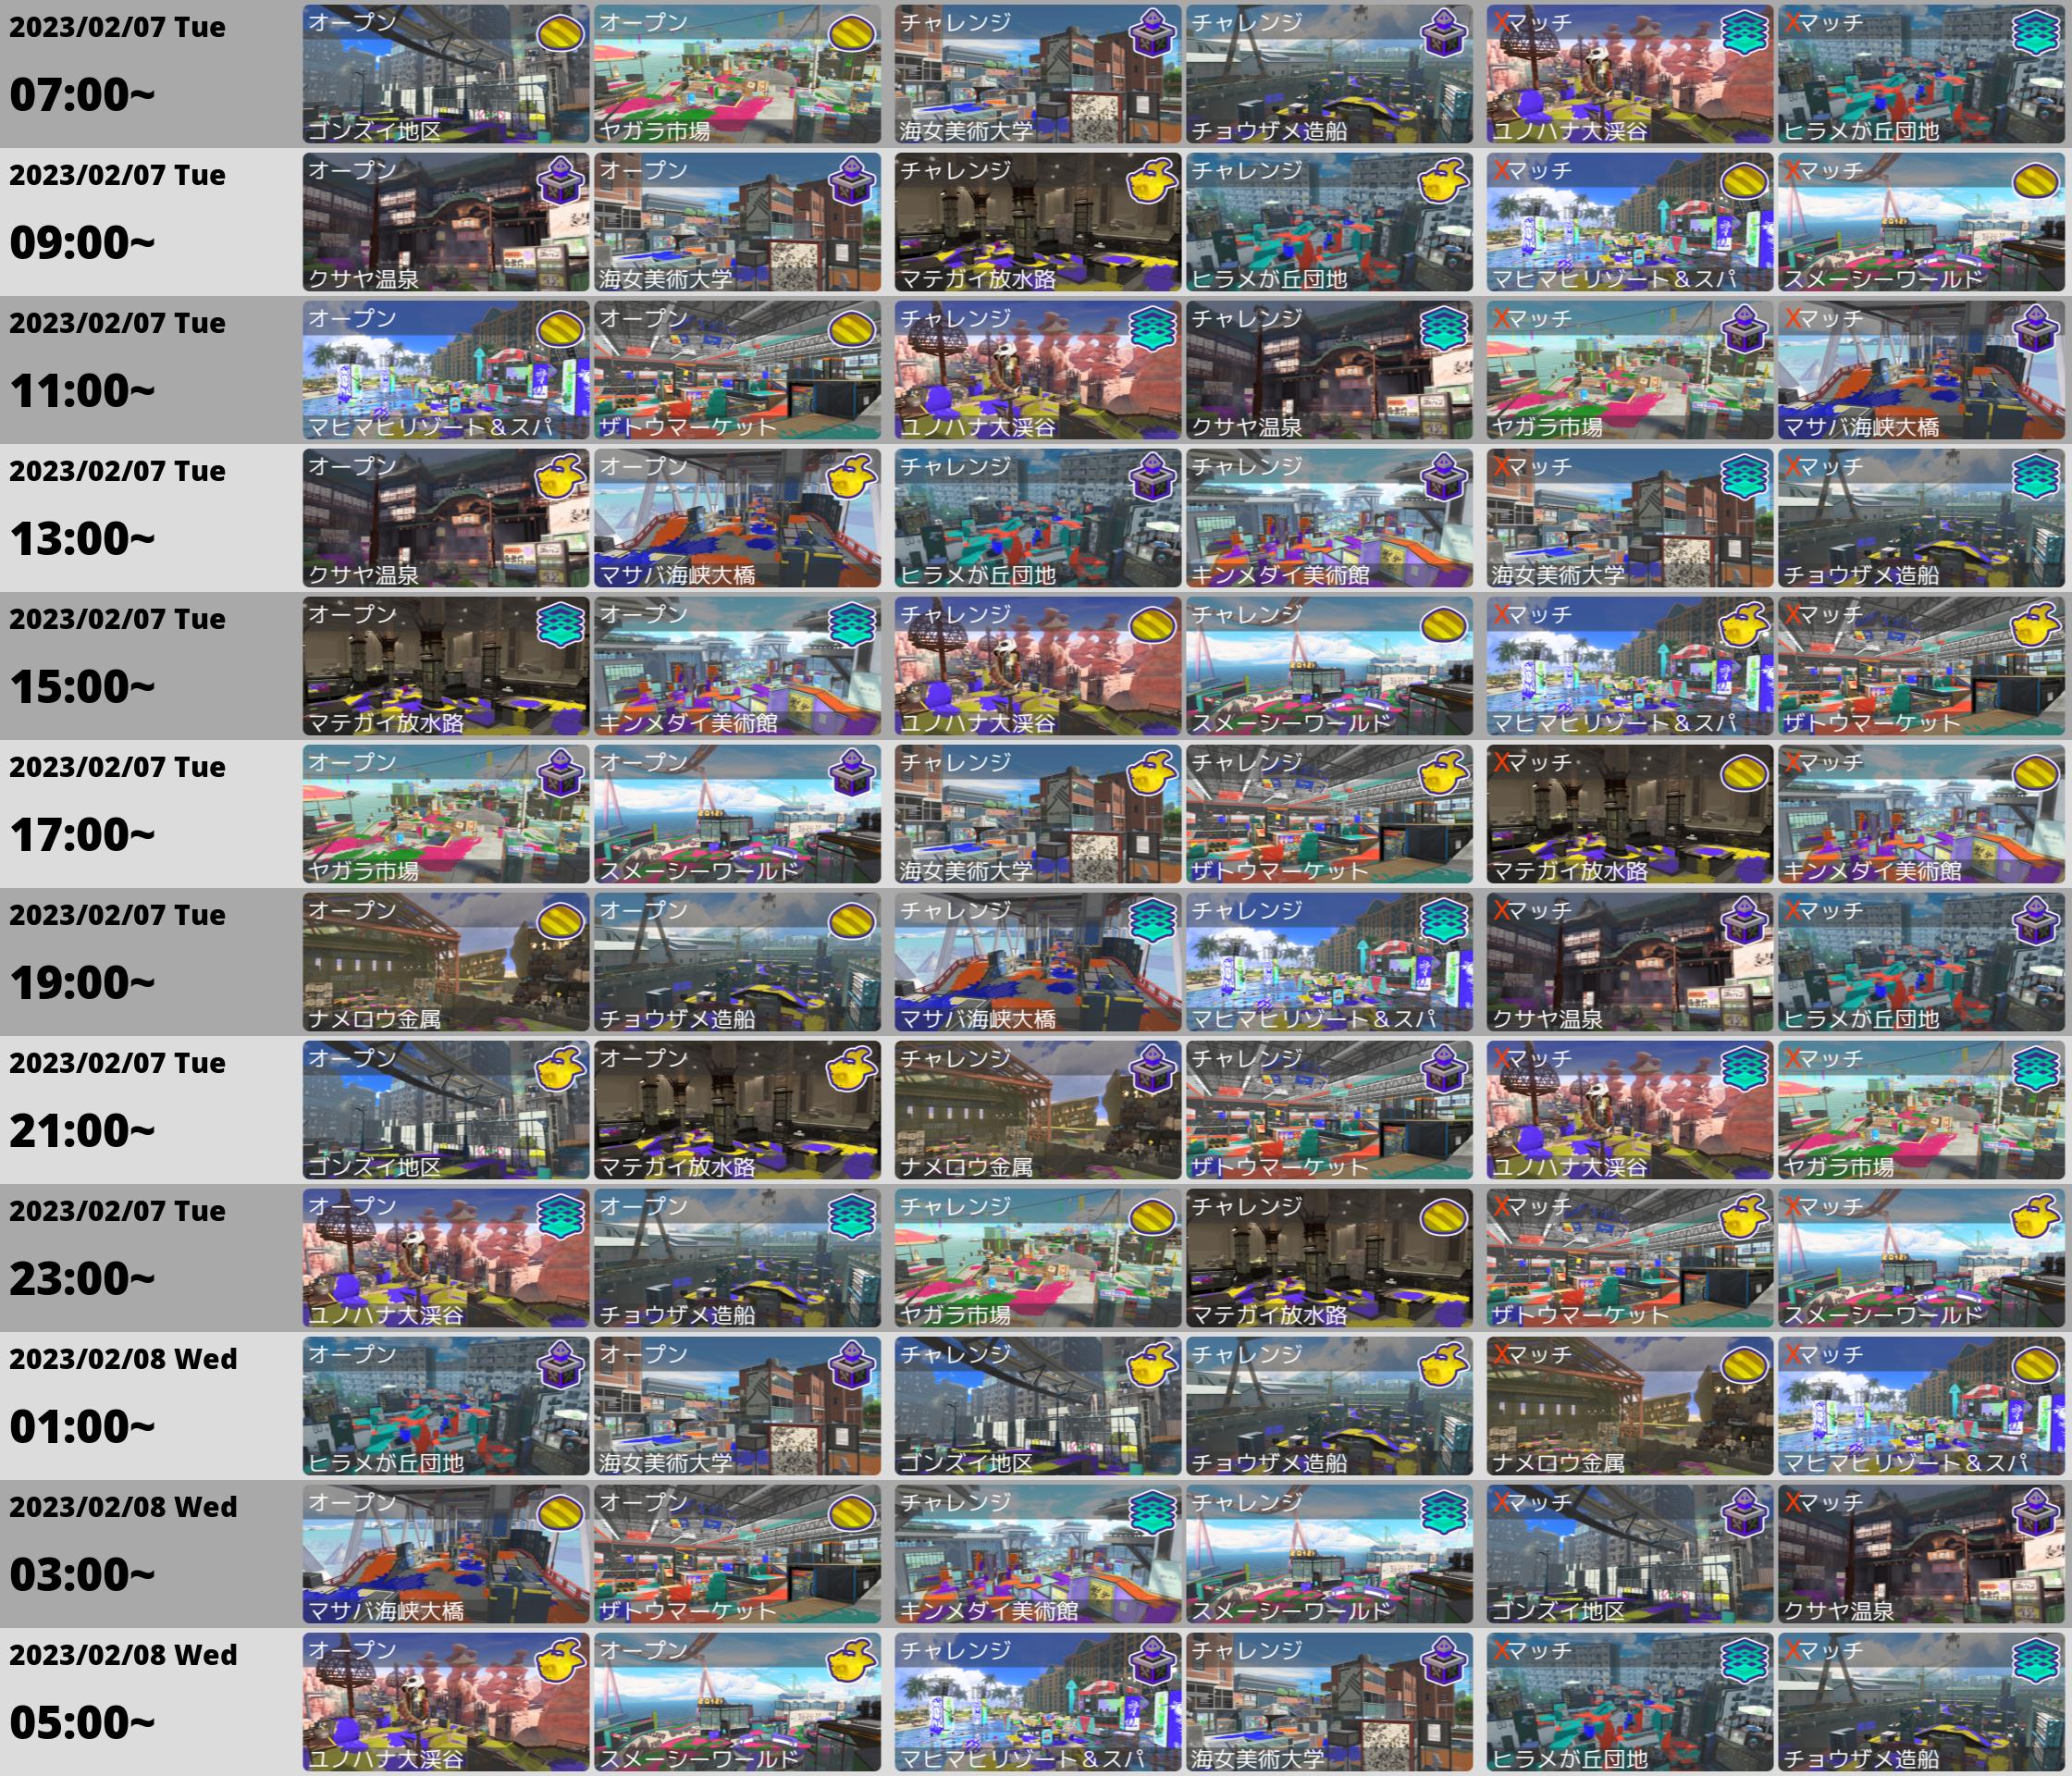 2023/02/07 Tue
07:00~
オープン オープン チャレンジ チャレンジ Xマッチ Xマッチ
ゴンズイ地区 ヤガラ市場 海女美術大学 チョウザメ造船 ユノハナ大渓谷 ヒラメが丘団地
2023/02/07 Tue
09:00~
オープン オープン チャレンジ チャレンジ Xマッチ Xマッチ
クサヤ温泉 海女美術大学 マテガイ放水路 ヒラメが丘団地 マヒマヒリゾート＆スパ スメーシーワールド
2023/02/07 Tue
11:00~
オープン オープン チャレンジ チャレンジ Xマッチ Xマッチ
マヒマヒリゾート＆スパ ザトウマーケット ユノハナ大渓谷 クサヤ温泉 ヤガラ市場 マサバ海峡大橋
2023/02/07 Tue
13:00~
オープン オープン チャレンジ チャレンジ Xマッチ Xマッチ
クサヤ温泉 マサバ海峡大橋 ヒラメが丘団地 キンメダイ美術館 海女美術大学 チョウザメ造船
2023/02/07 Tue
15:00~
オープン オープン チャレンジ チャレンジ Xマッチ Xマッチ
マテガイ放水路 キンメダイ美術館 ユノハナ大渓谷 スメーシーワールド マヒマヒリゾート＆スパ ザトウマーケット
2023/02/07 Tue
17:00~
オープン オープン チャレンジ チャレンジ Xマッチ Xマッチ
ヤガラ市場 スメーシーワールド 海女美術大学 ザトウマーケット マテガイ放水路 キンメダイ美術館
2023/02/07 Tue
19:00~
オープン オープン チャレンジ チャレンジ Xマッチ Xマッチ
ナメロウ金属 チョウザメ造船 マサバ海峡大橋 マヒマヒリゾート＆スパ クサヤ温泉 ヒラメが丘団地
2023/02/07 Tue
21:00~
オープン オープン チャレンジ チャレンジ Xマッチ Xマッチ
ゴンズイ地区 マテガイ放水路 ナメロウ金属 ザトウマーケット ユノハナ大渓谷 ヤガラ市場
2023/02/07 Tue
23:00~
オープン オープン チャレンジ チャレンジ Xマッチ Xマッチ
ユノハナ大渓谷 チョウザメ造船 ヤガラ市場 マテガイ放水路 ザトウマーケット スメーシーワールド
2023/02/08 Wed
01:00~
オープン オープン チャレンジ チャレンジ Xマッチ Xマッチ
ヒラメが丘団地 海女美術大学 ゴンズイ地区 チョウザメ造船 ナメロウ金属 マヒマヒリゾート＆スパ
2023/02/08 Wed
03:00~
オープン オープン チャレンジ チャレンジ Xマッチ Xマッチ
マサバ海峡大橋 ザトウマーケット キンメダイ美術館 スメーシーワールド ゴンズイ地区 クサヤ温泉
2023/02/08 Wed
05:00~
オープン オープン チャレンジ チャレンジ Xマッチ Xマッチ
ユノハナ大渓谷 スメーシーワールド マヒマヒリゾート＆スパ 海女美術大学 ヒラメが丘団地 チョウザメ造船